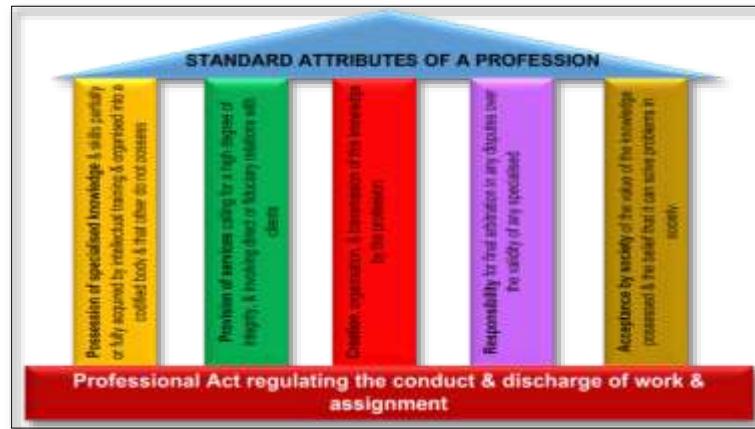 STANDARD ATTRIBUTES OF A PROFESSION
Possession of specialised knowledge & skills partially
or fully acquired by intellectual training & organised into a
codified body & that other do not possess
Provision of services calling for a high degree of
integrity, & involving direct or fiduciary relations with
clients
Creation, organisation, & transmission of this knowledge
by the profession
Responsibility for final arbitration in any disputes over
the validity of any specialised
Acceptance by society of the value of the knowledge
possessed & the belief that it can solve problems in
society.
Professional Act regulating the conduct & discharge of work &
assignment